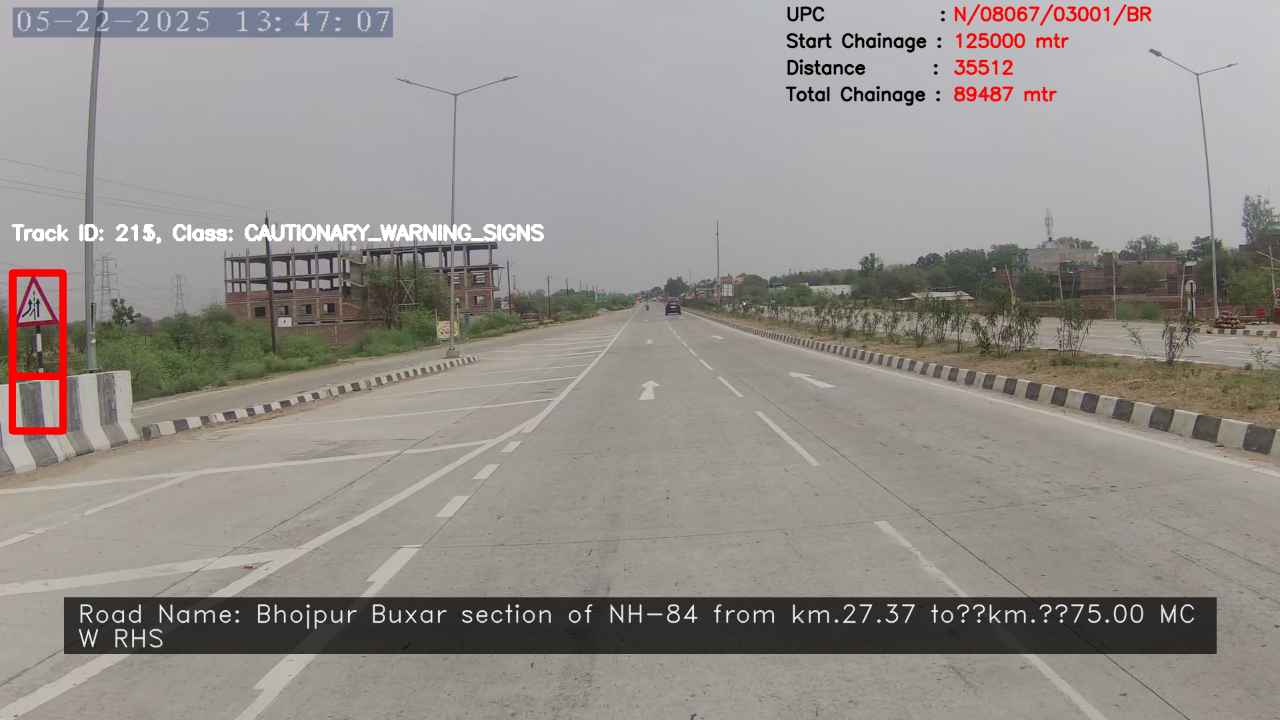 05-22-2025 13:47:07
UPC : N/08067/03001/BR
Start Chainage : 125000 mtr
Distance : 35512
Total Chainage : 89487 mtr
Track ID: 215, Class: CAUTIONARY_WARNING_SIGNS
Road Name: Bhojpur Buxar section of NH-84 from km.27.37 to??km.??75.00 MC
W RHS